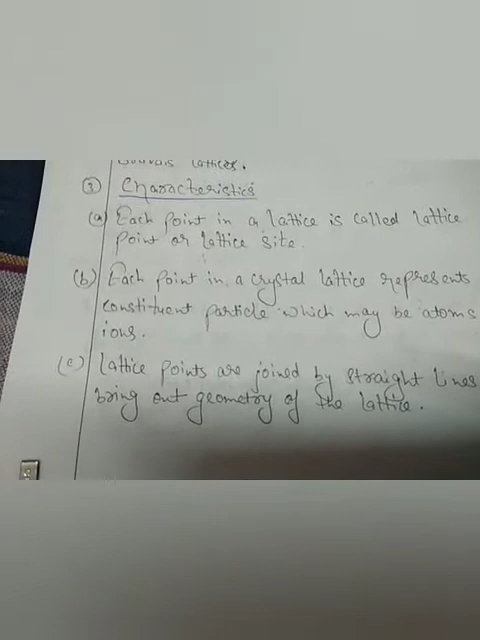 Bravais lattices.
③ Characteristics
(a) Each point in a lattice is called lattice
point or lattice site.
(b) Each point in a crystal lattice represents
constituent particle which may be atoms
ions.
(c) Lattice points are joined by straight lines
bring out geometry of the lattice.